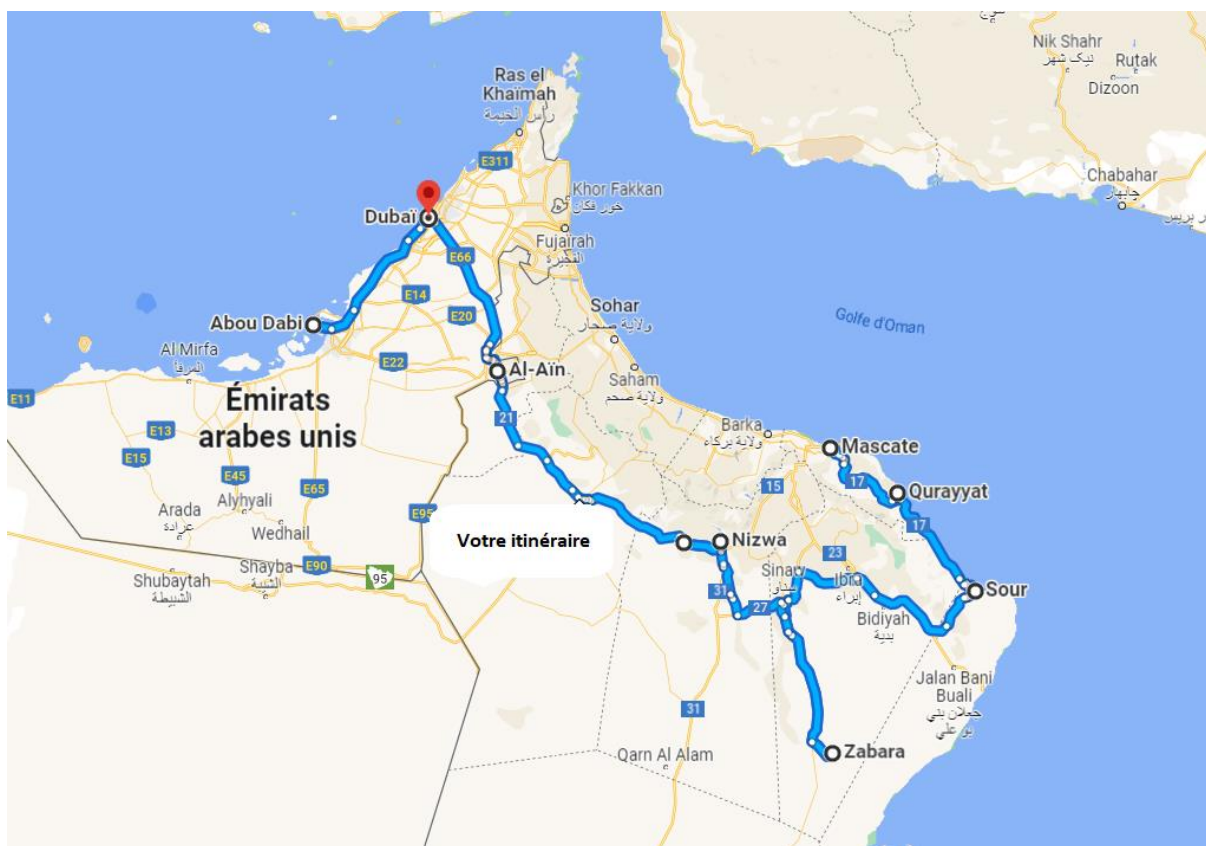 Nik Shahr
نیک شهر
Rutak
Dizoon
Ras el
Khaïmah
رأس الخيمة
E311
Chabahar
چابهار
Khor Fakkan
خور فكان
Dubaï
Fujaïrah
الفجيرة
E66
E14
Sohar
ولاية صحار
Golfe d'Oman
Abou Dabi
E20
Al Mirfa
المرفأ
E22
Al-Aïn
Saham
ولاية صحم
E11
Émirats
arabes unis
21
Barka
ولاية بركاء
Mascate
E13
E15
E45
E65
15
17
Qurayyat
Arada
عرادة
Alyhyali
E95
17
Wedhail
Votre itinéraire
Nizwa
23
Shubaytah
الشبيطة
Shayba
الشيبة
E90
95
Sinaw
سناو
Ibra
إبراء
31
27
Sour
Bidiyah
بدية
Jalan Bani
Buali
جعلان بني
بو علي
31
Qarn Al Alam
Zabara